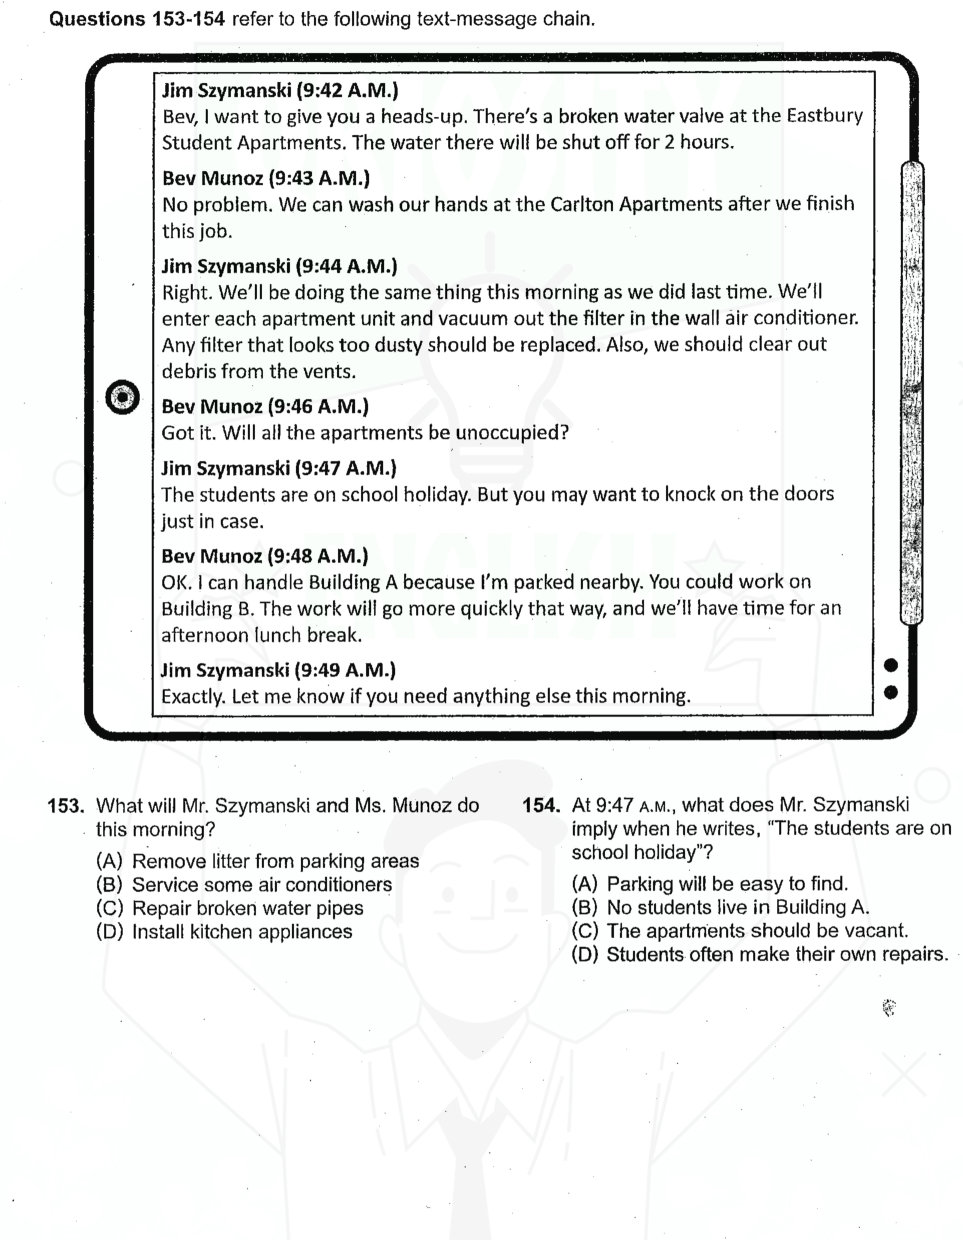 Questions 153-154 refer to the following text-message chain.
Jim Szymanski (9:42 A.M.)
Bev, I want to give you a heads-up. There's a broken water valve at the Eastbury
Student Apartments. The water there will be shut off for 2 hours.
Bev Munoz (9:43 A.M.)
No problem. We can wash our hands at the Carlton Apartments after we finish
this job.
Jim Szymanski (9:44 A.M.)
Right. We'll be doing the same thing this morning as we did last time. We'll
enter each apartment unit and vacuum out the filter in the wall air conditioner.
Any filter that looks too dusty should be replaced. Also, we should clear out
debris from the vents.
Bev Munoz (9:46 A.M.)
Got it. Will all the apartments be unoccupied?
Jim Szymanski (9:47 A.M.)
The students are on school holiday. But you may want to knock on the doors
just in case.
Bev Munoz (9:48 A.M.)
OK. I can handle Building A because I'm parked nearby. You could work on
Building B. The work will go more quickly that way, and we'll have time for an
afternoon lunch break.
Jim Szymanski (9:49 A.M.)
Exactly. Let me know if you need anything else this morning.
153. What will Mr. Szymanski and Ms. Munoz do
this morning?
(A) Remove litter from parking areas
(B) Service some air conditioners
(C) Repair broken water pipes
(D) Install kitchen appliances
154. At 9:47 A.M., what does Mr. Szymanski
imply when he writes, "The students are on
school holiday"?
(A) Parking will be easy to find.
(B) No students live in Building A.
(C) The apartments should be vacant.
(D) Students often make their own repairs.